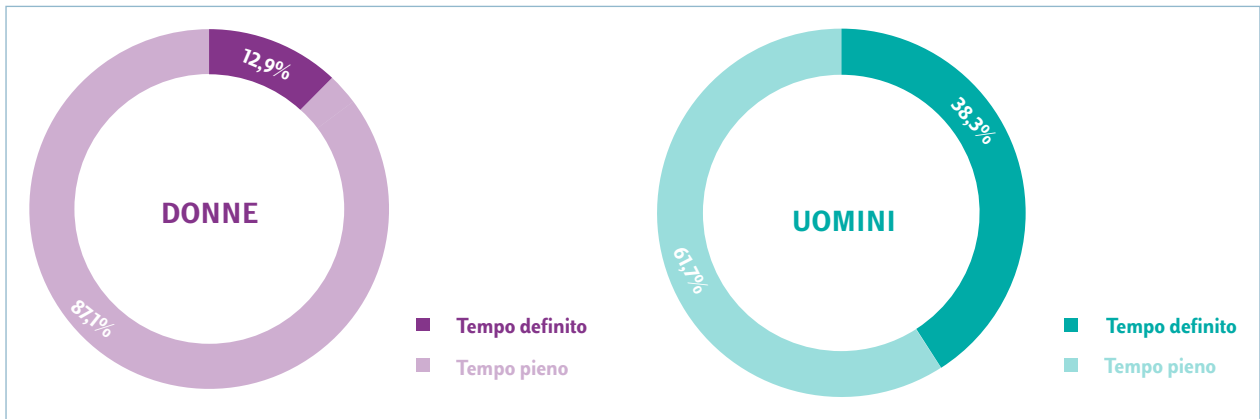 12,9%
DONNE
87,1%
Tempo definito
Tempo pieno
38,3%
UOMINI
61,7%
Tempo definito
Tempo pieno